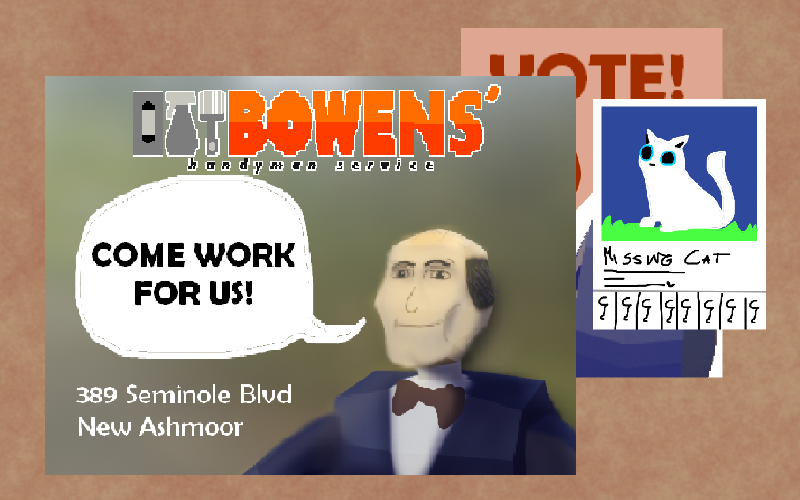 VOTE!
BOWENS'
handyman service
COME WORK
FOR US!
389 Seminole Blvd
New Ashmoor
MISSING CAT